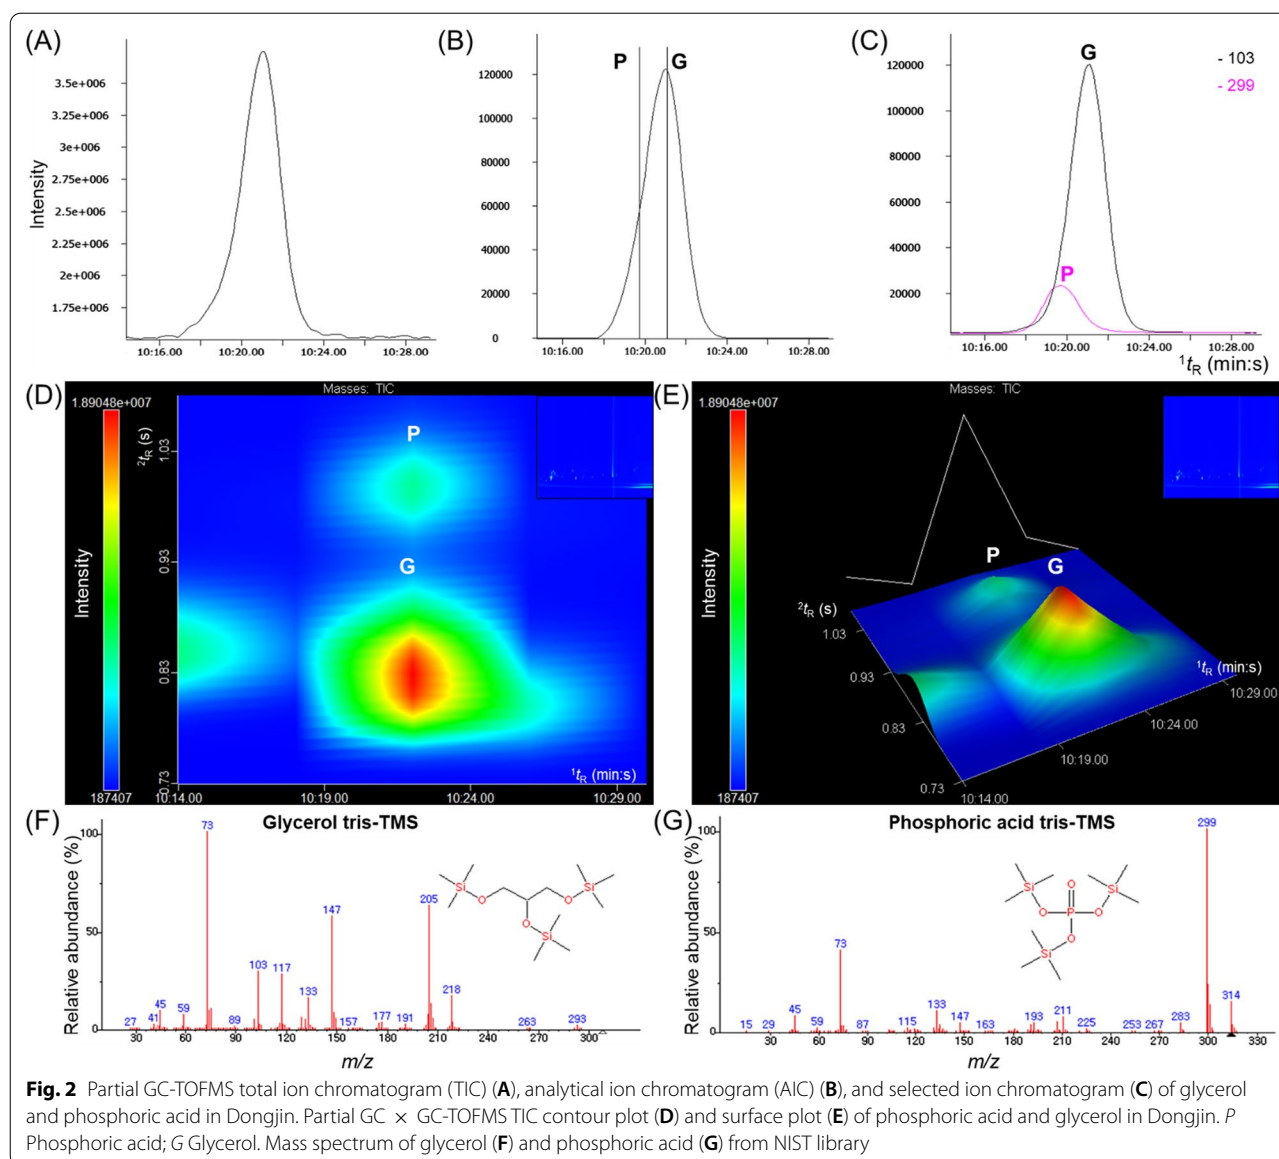 (A)
Intensity
3.5e+006
3.25e+006
3e+006
2.75e+006
2.5e+006
2.25e+006
2e+006
1.75e+006
10:16.00 10:20.00 10:24.00 10:28.00
(B)
P G
120000
100000
80000
60000
40000
20000
0
10:16.00 10:20.00 10:24.00 10:28.00
(C)
G
- 103
- 299
120000
100000
80000
60000
40000
20000
P
10:16.00 10:20.00 10:24.00 10:28.00
¹tR (min:s)
(D)
Masses: TIC
1.89048e+007
Intensity
187407
²tR (s)
1.03
0.93
0.83
0.73
P
G
¹tR (min:s)
10:14.00 10:19.00 10:24.00 10:29.00
(E)
Masses: TIC
1.89048e+007
Intensity
187407
P G
²tR (s)
1.03
0.93
0.83
0.73
¹tR (min:s)
10:29.00
10:24.00
10:19.00
10:14.00
(F)
Glycerol tris-TMS
Relative abundance (%)
100
50
0
73
147
205
103
117
133
218
45
41
59
27
89
157
177
191
263
293
Si
O
O
Si
O
Si
30 60 90 120 150 180 210 240 270 300
m/z
(G)
Phosphoric acid tris-TMS
Relative abundance (%)
100
50
0
299
73
314
133
211
45
59
15
29
87
115
147
163
193
225
253
267
283
Si
O
Si
O
P
O
O
Si
30 60 90 120 150 180 210 240 270 300 330
m/z
Fig. 2 Partial GC-TOFMS total ion chromatogram (TIC) (A), analytical ion chromatogram (AIC) (B), and selected ion chromatogram (C) of glycerol
and phosphoric acid in Dongjin. Partial GC × GC-TOFMS TIC contour plot (D) and surface plot (E) of phosphoric acid and glycerol in Dongjin. P
Phosphoric acid; G Glycerol. Mass spectrum of glycerol (F) and phosphoric acid (G) from NIST library